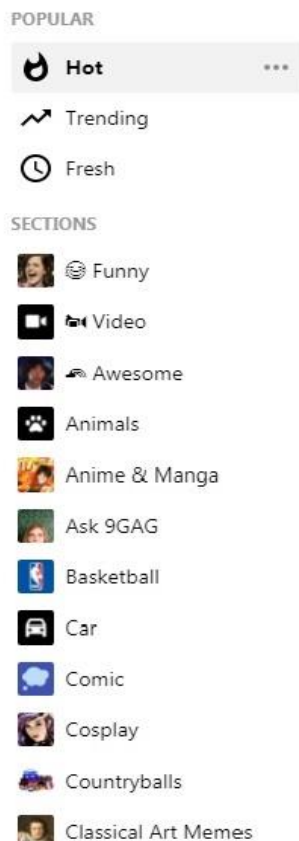 POPULAR
Hot
Trending
Fresh
SECTIONS
😂 Funny
Video
Awesome
Animals
Anime & Manga
Ask 9GAG
Basketball
Car
Comic
Cosplay
Countryballs
Classical Art Memes